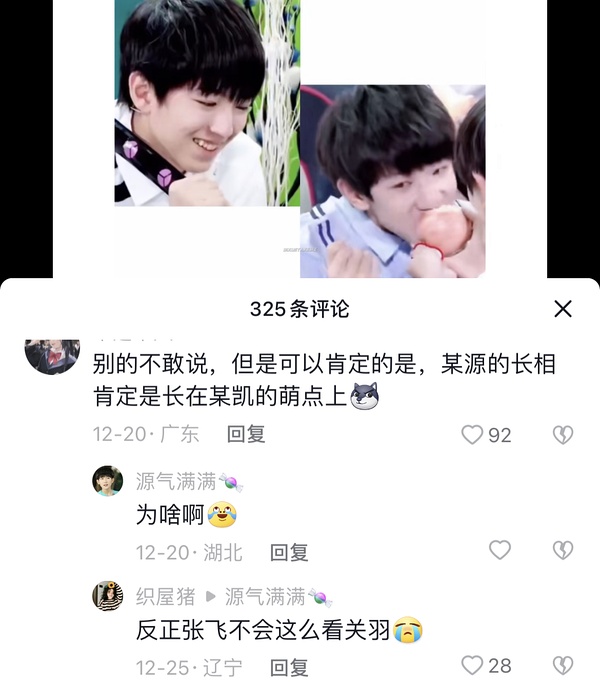 325条评论
别的不敢说，但是可以肯定的是，某源的长相
肯定是长在某凯的萌点上
12-20·广东 回复 92
源气满满🍬
为啥啊😂
12-20·湖北 回复
织屋猪 ▶ 源气满满🍬
反正张飞不会这么看关羽😭
12-25·辽宁 回复 28